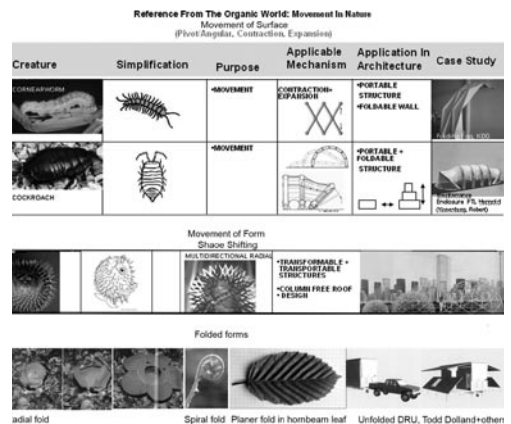 Reference From The Organic World: Movement In Nature
Movement of Surface
(Pivot/Angular, Contraction, Expansion)
Creature
Simplification
Purpose
Applicable
Mechanism
Application In
Architecture
Case Study
CORNEARWORM
•MOVEMENT
CONTRACTION+
EXPANSION
•PORTABLE
STRUCTURE
•FOLDABLE WALL
COCKROACH
•MOVEMENT
•PORTABLE +
FOLDABLE
STRUCTURE
Enclosure FTL
Robert)
Movement of Form
Shape Shifting
MULTIDIRECTIONAL RADIAL
•TRANSFORMABLE +
TRANSPORTABLE
STRUCTURES
•COLUMN FREE ROOF
• DESIGN
Folded forms
adial fold
Spiral fold
Planer fold in hornbeam leaf
Unfolded DRU, Todd Dolland+others